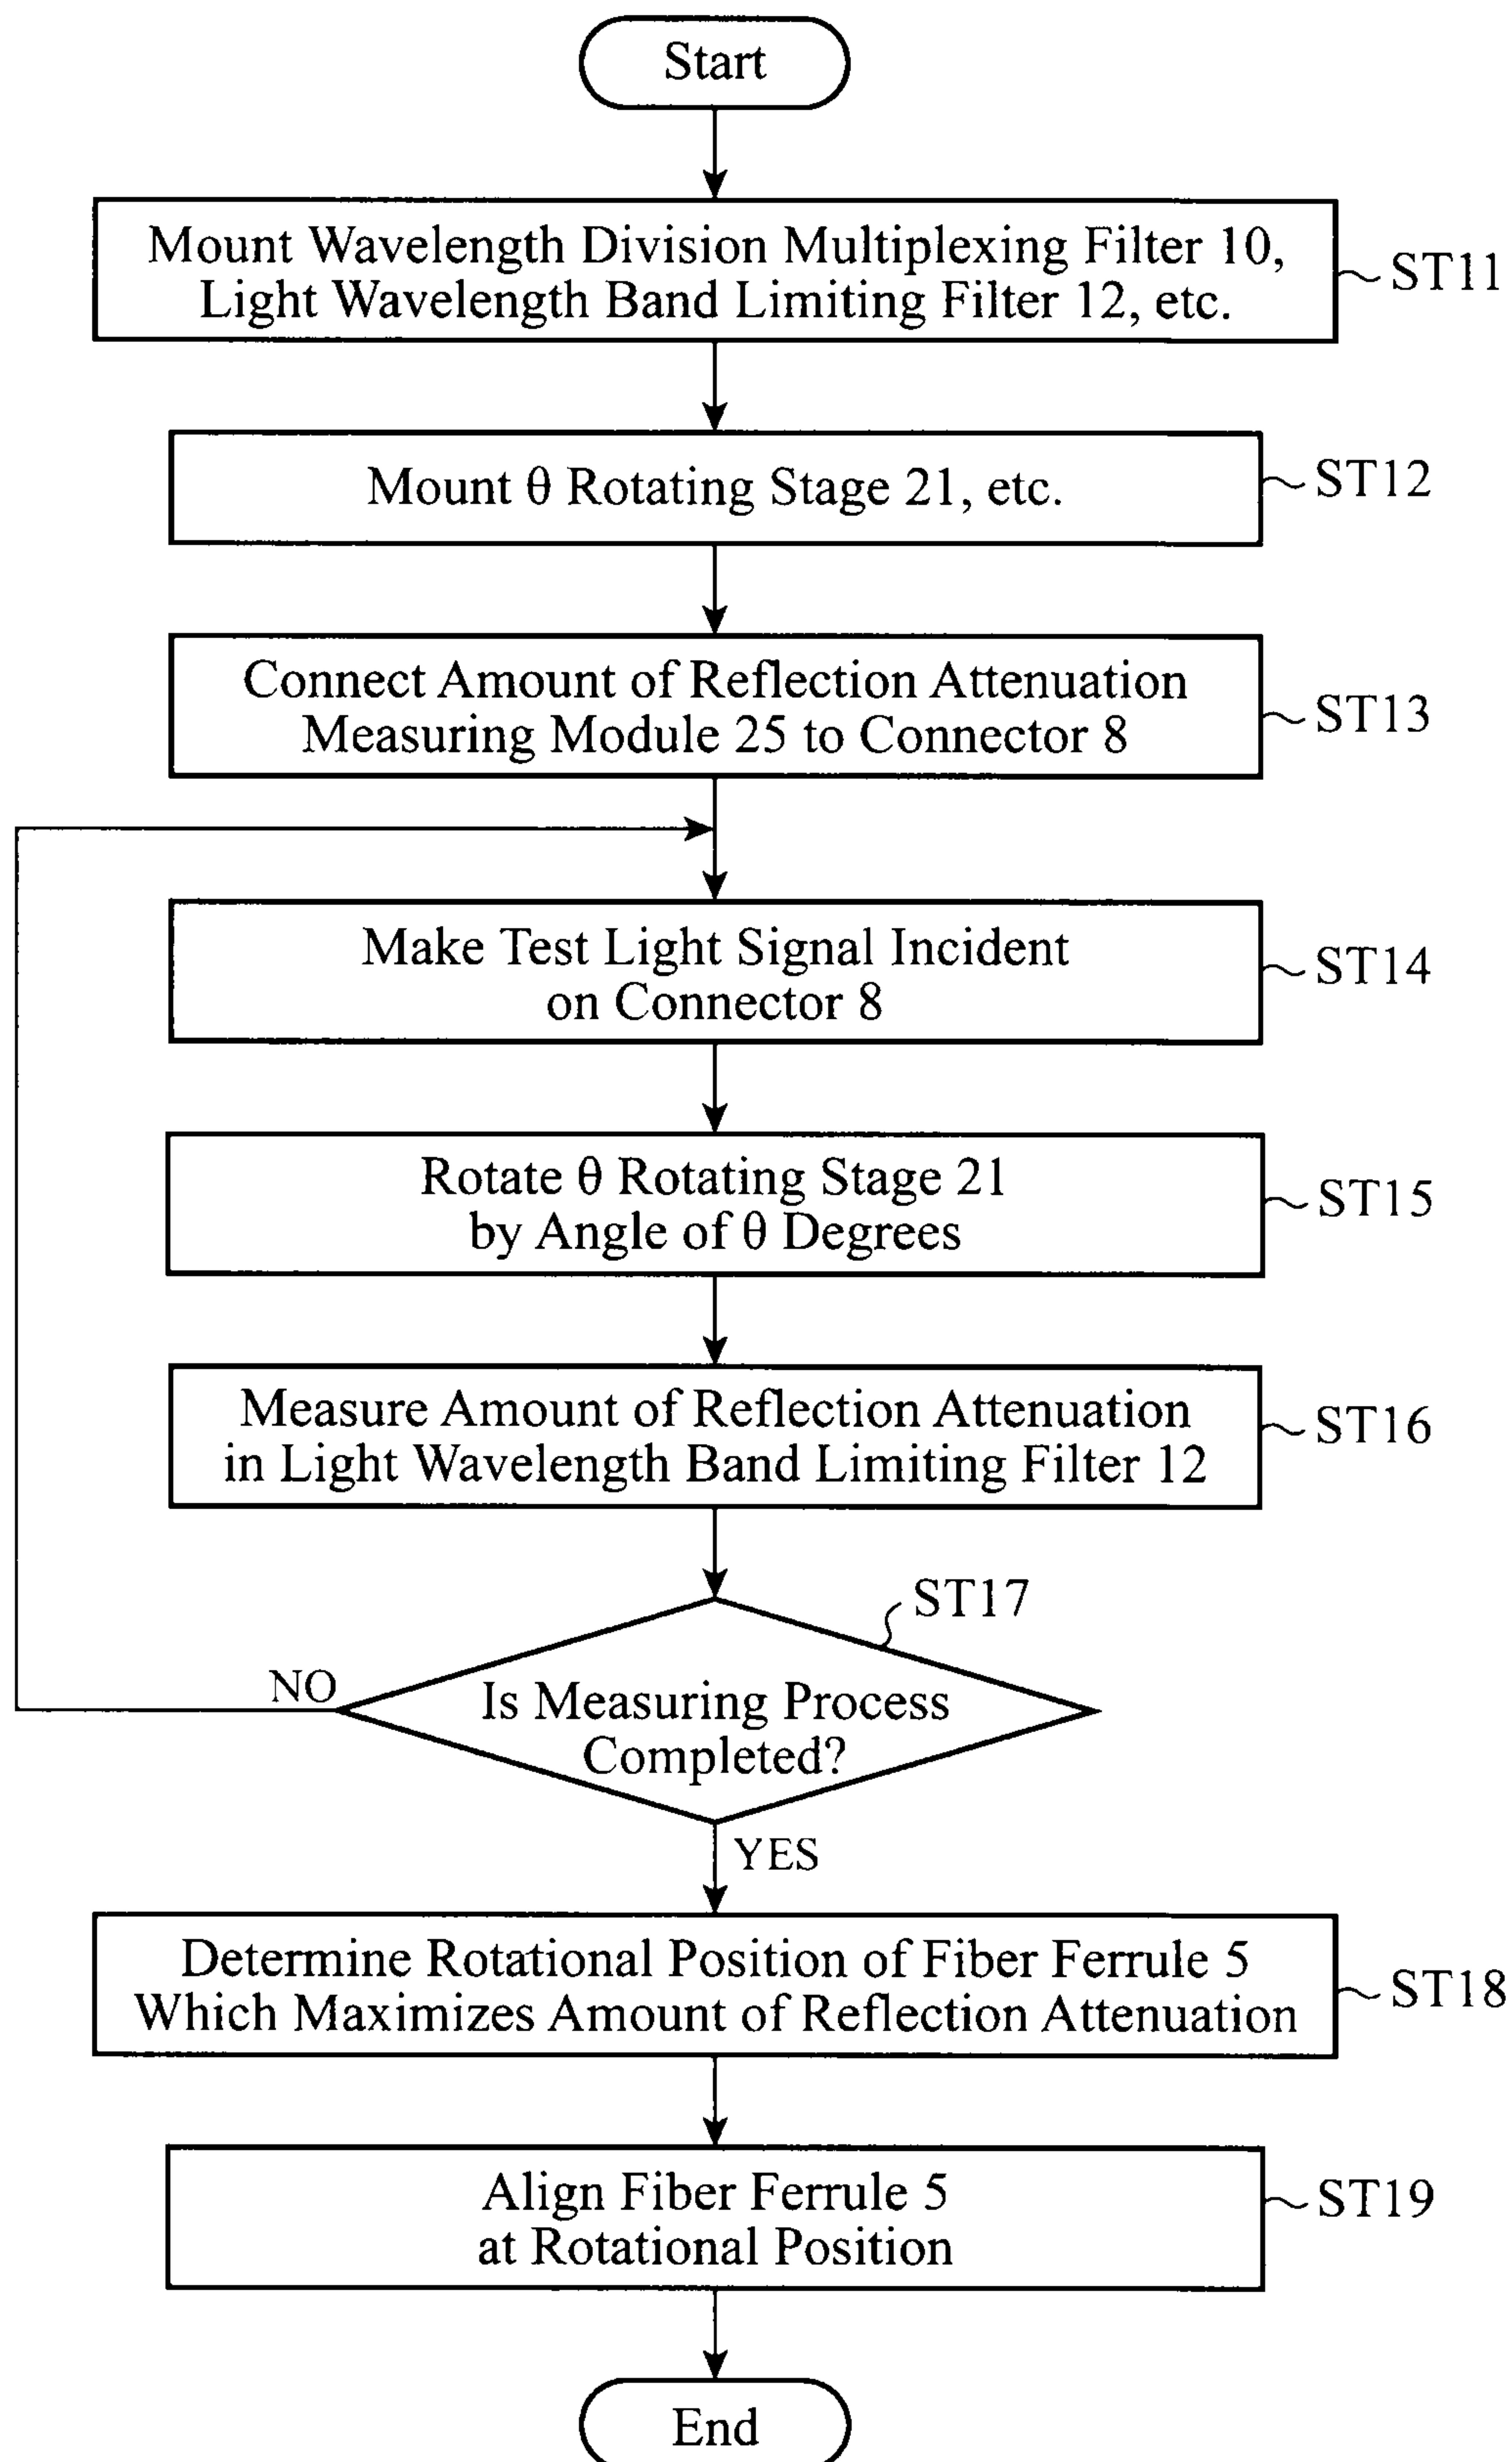 Start
Mount Wavelength Division Multiplexing Filter 10,
Light Wavelength Band Limiting Filter 12, etc.
ST11
Mount θ Rotating Stage 21, etc.
ST12
Connect Amount of Reflection Attenuation
Measuring Module 25 to Connector 8
ST13
Make Test Light Signal Incident
on Connector 8
ST14
Rotate θ Rotating Stage 21
by Angle of θ Degrees
ST15
Measure Amount of Reflection Attenuation
in Light Wavelength Band Limiting Filter 12
ST16
ST17
NO
Is Measuring Process
Completed?
YES
Determine Rotational Position of Fiber Ferrule 5
Which Maximizes Amount of Reflection Attenuation
ST18
Align Fiber Ferrule 5
at Rotational Position
ST19
End